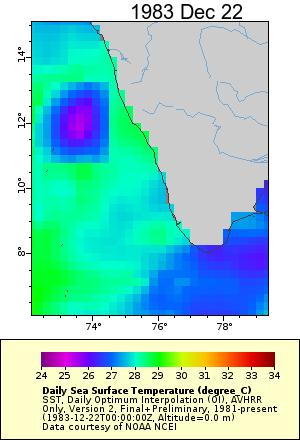 1983 Dec 22
14°
12°
10°
8°
74°
76°
78°
24 25 26 27 28 29 30 31 32 33 34
Daily Sea Surface Temperature (degree_C)
SST, Daily Optimum Interpolation (OI), AVHRR
Only, Version 2, Final+Preliminary, 1981-present
(1983-12-22T00:00:00Z, Altitude=0.0 m)
Data courtesy of NOAA NCEI